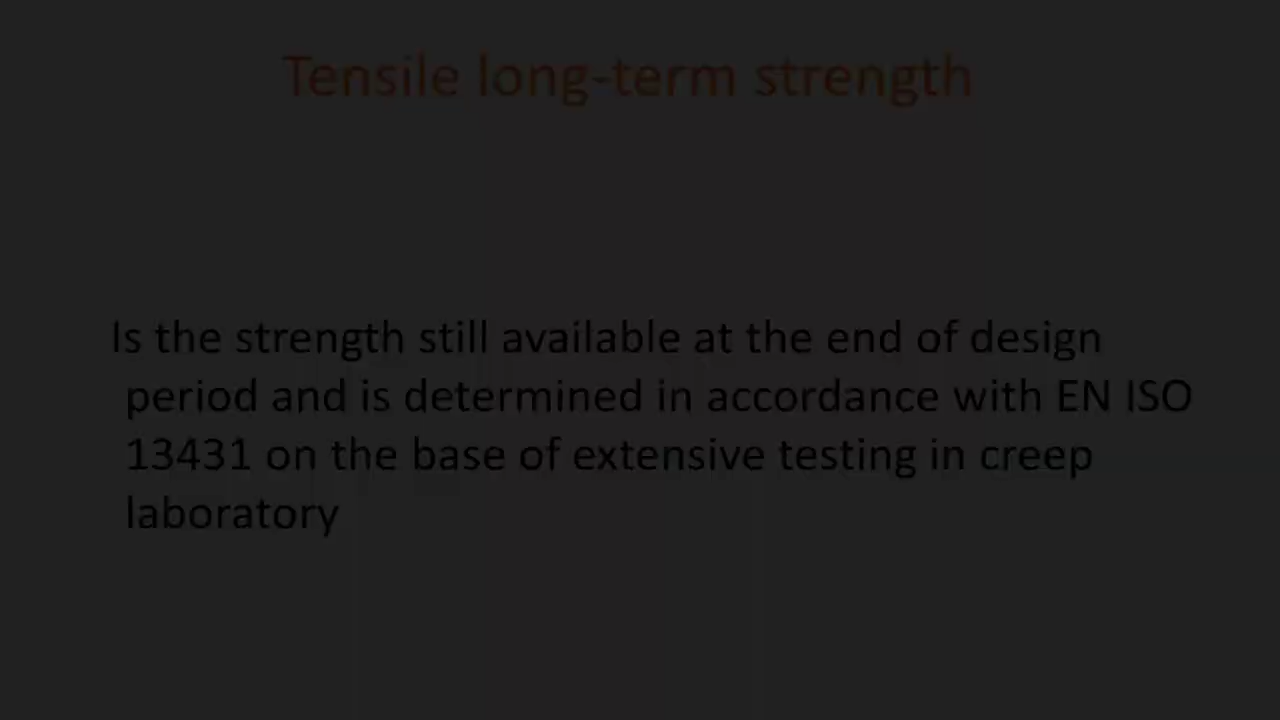 Tensile long-term strength
Is the strength still available at the end of design
period and is determined in accordance with EN ISO
13431 on the base of extensive testing in creep
laboratory